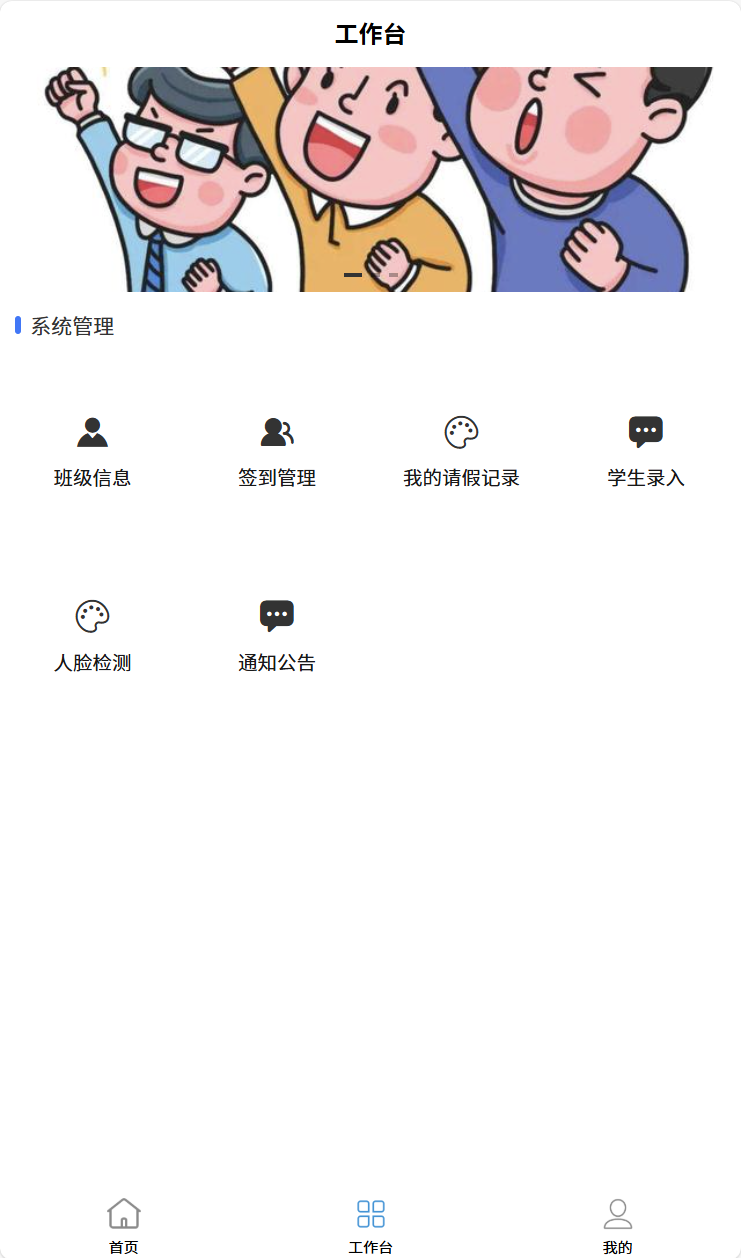 工作台
系统管理
班级信息 签到管理 我的请假记录 学生录入
人脸检测 通知公告
首页 工作台 我的